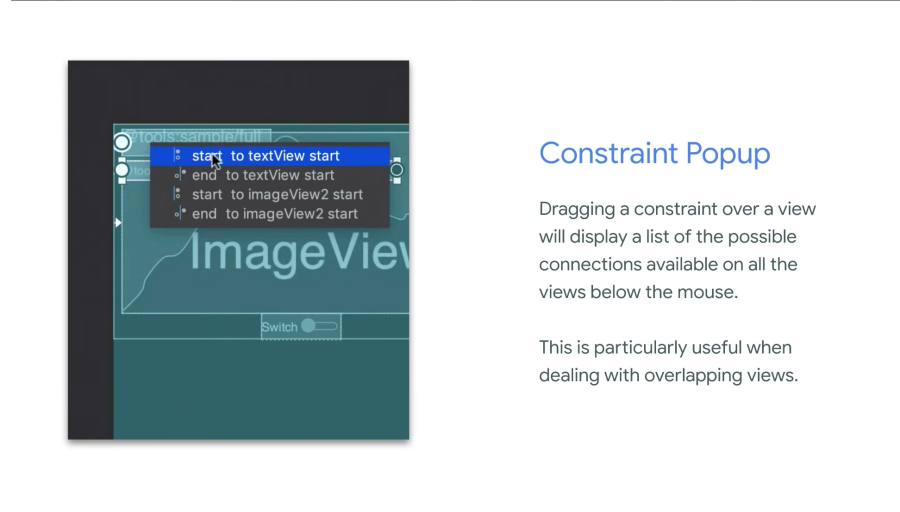 @tools:sample/full
start to textView start
end to textView start
start to imageView2 start
end to imageView2 start
ImageView
Switch
Constraint Popup
Dragging a constraint over a view
will display a list of the possible
connections available on all the
views below the mouse.
This is particularly useful when
dealing with overlapping views.